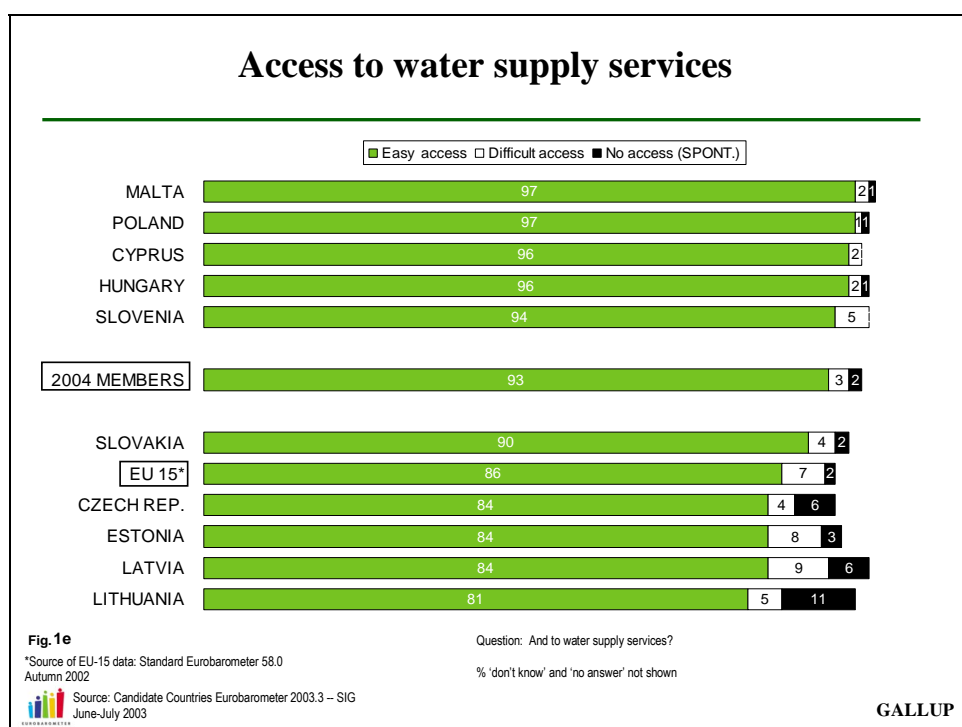 Access to water supply services
Easy access Difficult access No access (SPONT.)
MALTA 97 2 1
POLAND 97 1 1
CYPRUS 96 2
HUNGARY 96 2 1
SLOVENIA 94 5
2004 MEMBERS 93 3 2
SLOVAKIA 90 4 2
EU 15* 86 7 2
CZECH REP. 84 4 6
ESTONIA 84 8 3
LATVIA 84 9 6
LITHUANIA 81 5 11
Fig.1e
Question: And to water supply services?
*Source of EU-15 data: Standard Eurobarometer 58.0
Autumn 2002
% 'don't know' and 'no answer' not shown
Source: Candidate Countries Eurobarometer 2003.3 – SIG
June-July 2003
EUROBAROMETER
GALLUP